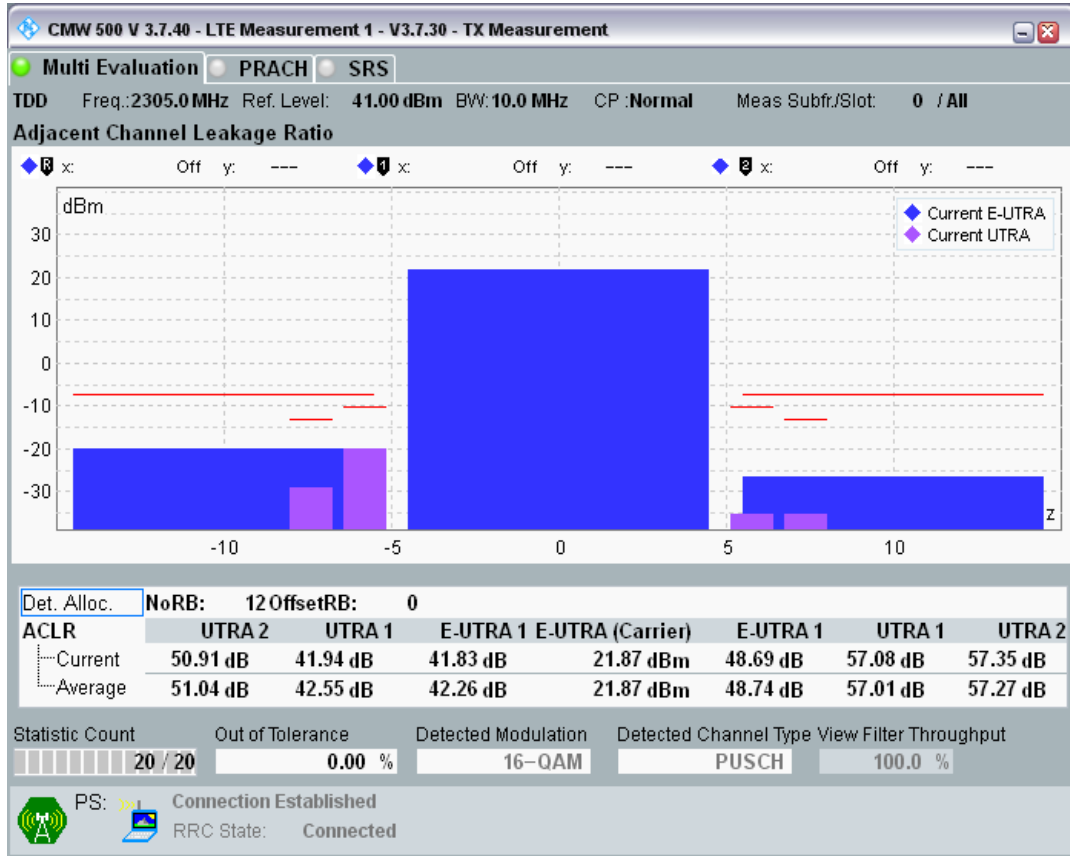 CMW 500 V 3.7.40 - LTE Measurement 1 - V3.7.30 - TX Measurement
Multi Evaluation PRACH SRS
TDD Freq.:2305.0 MHz Ref. Level: 41.00 dBm BW: 10.0 MHz CP :Normal Meas Subfr./Slot: 0 / All
Adjacent Channel Leakage Ratio
R x: Off y: --- 1 x: Off y: --- 2 x: Off y: ---
dBm
Current E-UTRA
Current UTRA
30
20
10
0
-10
-20
-30
z
-10 -5 0 5 10
Det. Alloc. NoRB: 12 OffsetRB: 0
ACLR UTRA 2 UTRA 1 E-UTRA 1 E-UTRA (Carrier) E-UTRA 1 UTRA 1 UTRA 2
Current 50.91 dB 41.94 dB 41.83 dB 21.87 dBm 48.69 dB 57.08 dB 57.35 dB
Average 51.04 dB 42.55 dB 42.26 dB 21.87 dBm 48.74 dB 57.01 dB 57.27 dB
Statistic Count Out of Tolerance Detected Modulation Detected Channel Type View Filter Throughput
20 / 20 0.00 % 16-QAM PUSCH 100.0 %
PS: Connection Established
RRC State: Connected